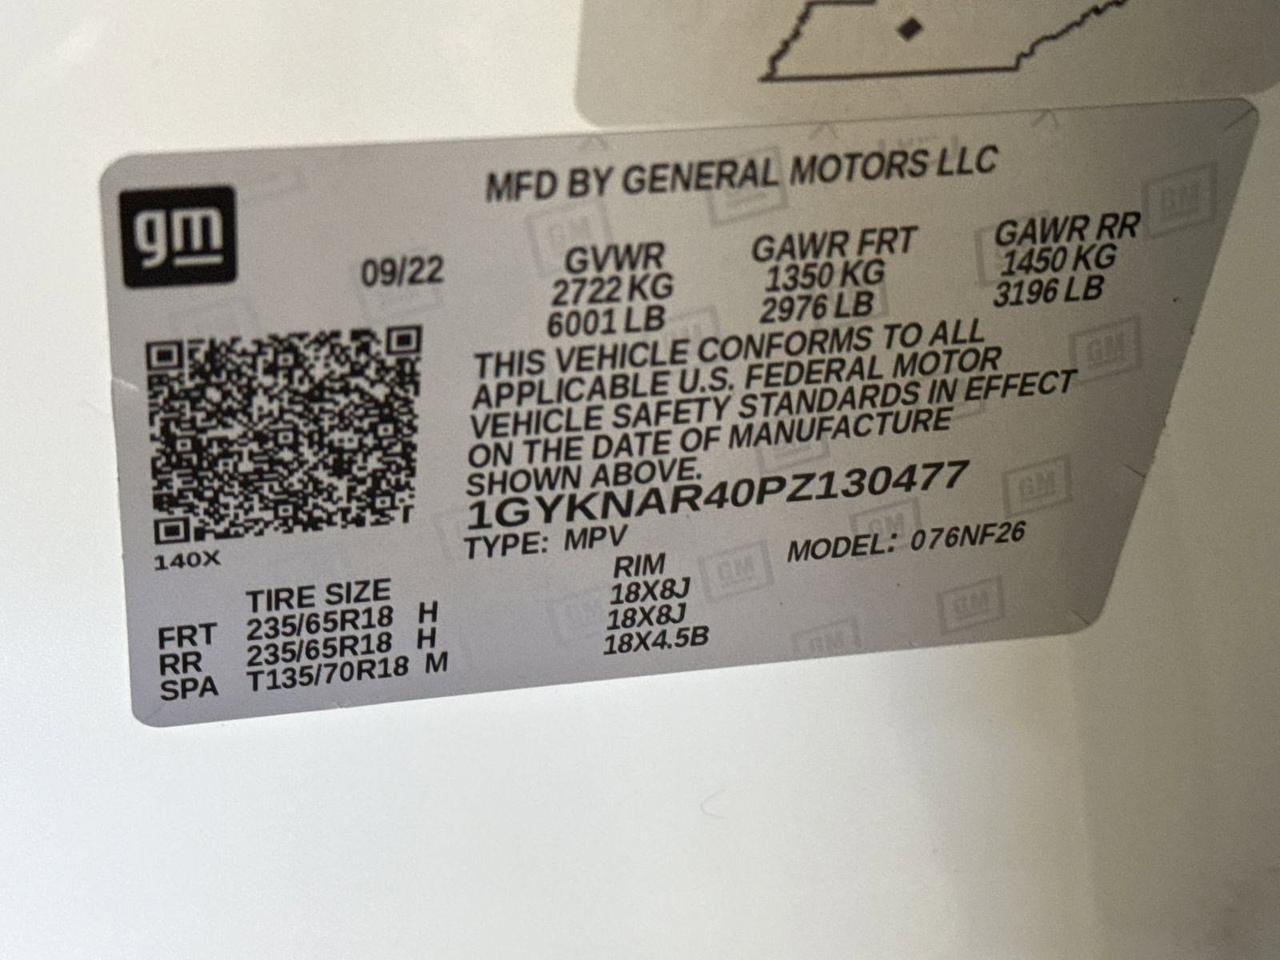 gm
MFD BY GENERAL MOTORS LLC
09/22
GVWR GAWR FRT GAWR RR
2722 KG 1350 KG 1450 KG
6001 LB 2976 LB 3196 LB
THIS VEHICLE CONFORMS TO ALL
APPLICABLE U.S. FEDERAL MOTOR
VEHICLE SAFETY STANDARDS IN EFFECT
ON THE DATE OF MANUFACTURE
SHOWN ABOVE.
1GYKNAR40PZ130477
TYPE: MPV MODEL: 076NF26
140X
TIRE SIZE RIM
FRT 235/65R18 H 18X8J
RR 235/65R18 H 18X8J
SPA T135/70R18 M 18X4.5B